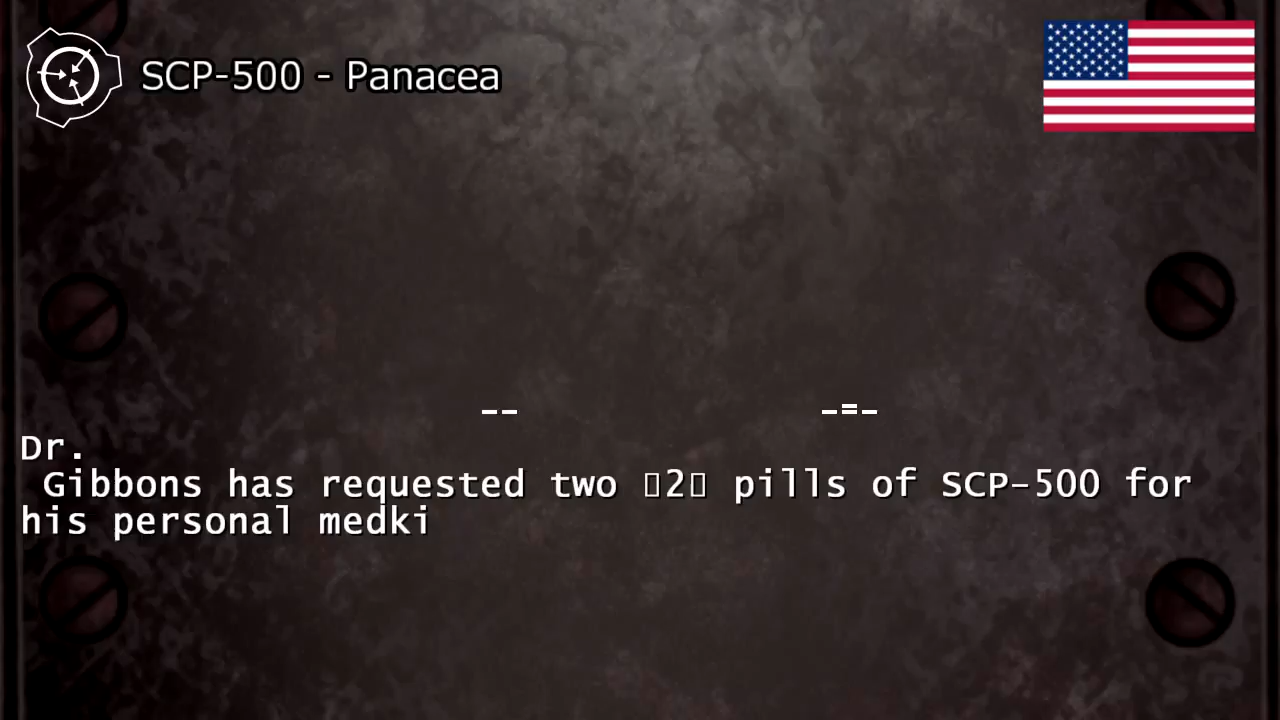 SCP-500 - Panacea
-- -=-
Dr.
Gibbons has requested two ▯2▯ pills of SCP-500 for
his personal medki